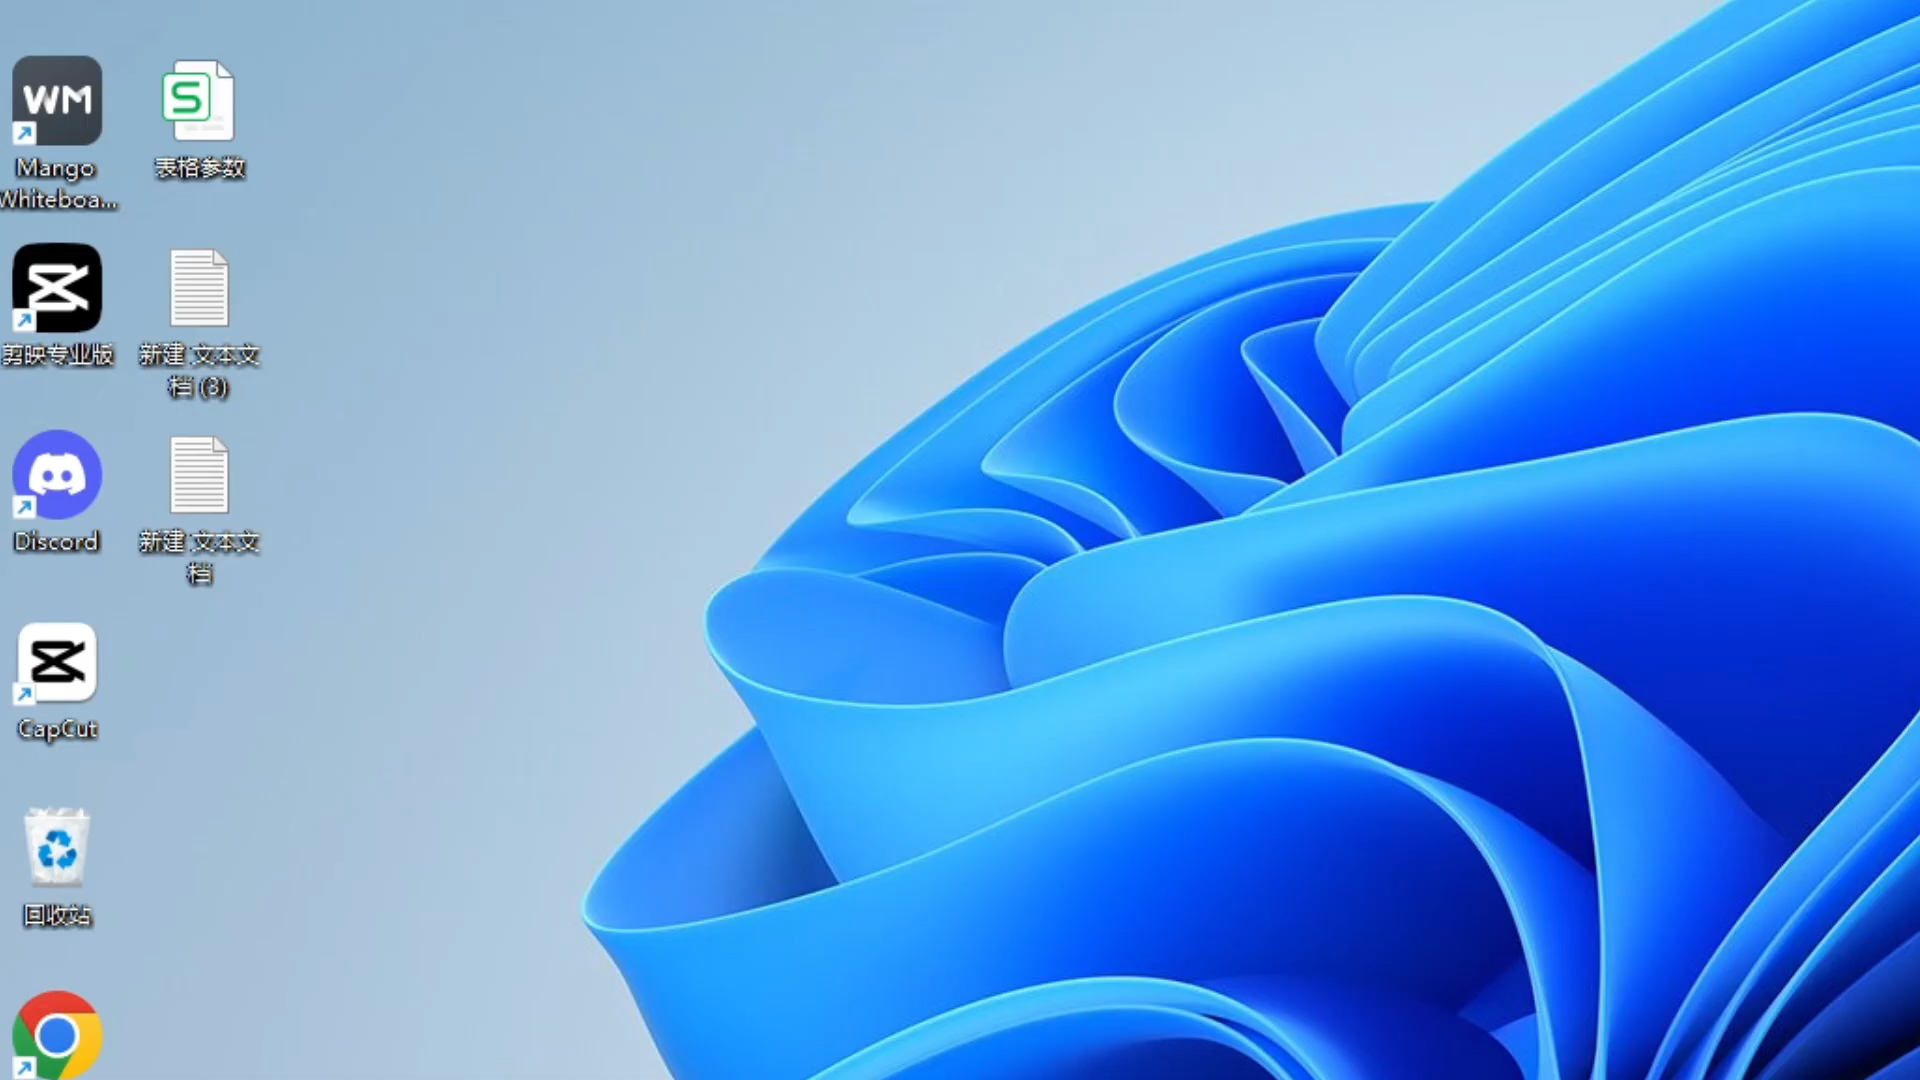 WM
Mango
Whiteboa...
S
表格参数
剪映专业版
新建 文本文
档 (3)
Discord
新建 文本文
档
CapCut
回收站